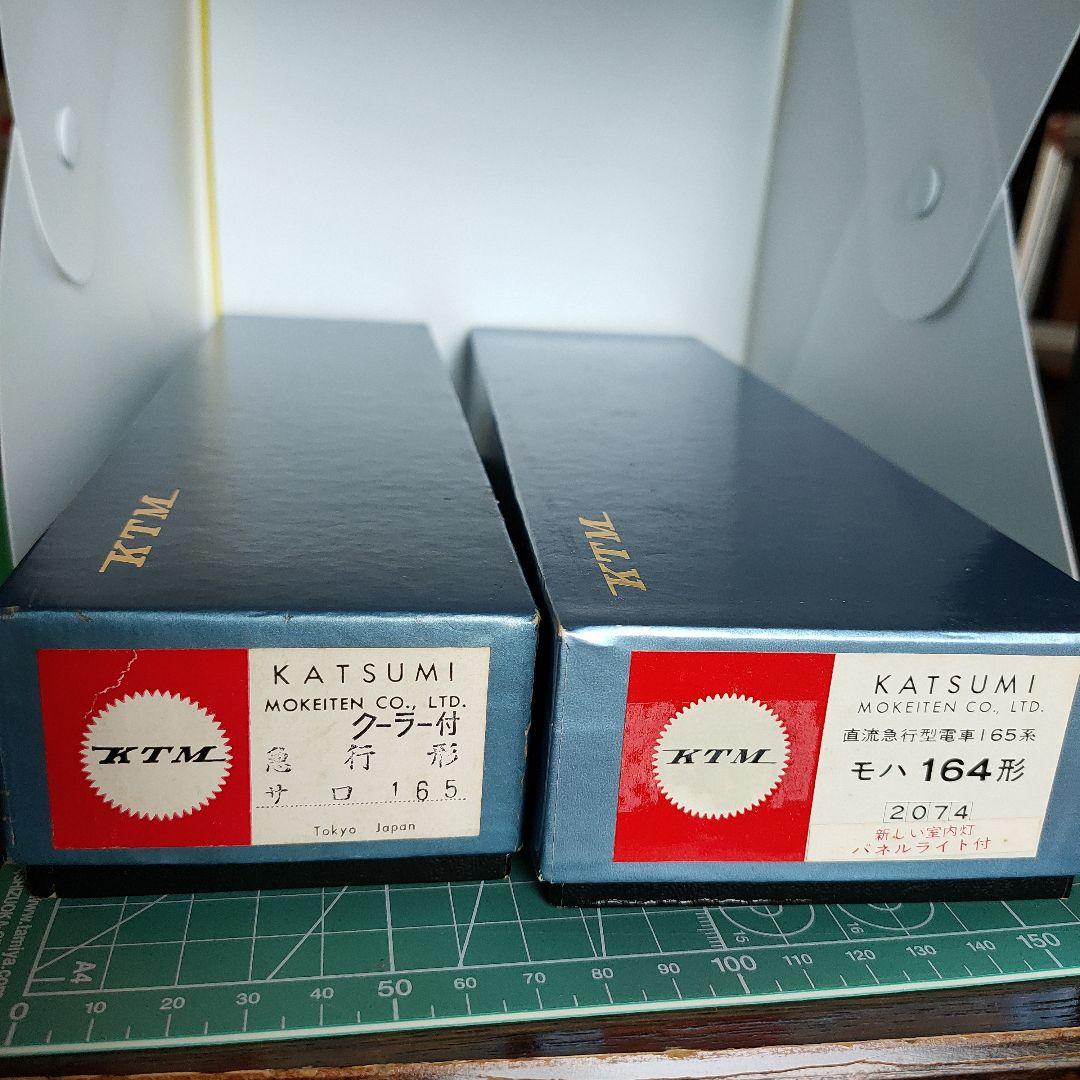 KTM
KTM
KATSUMI
MOKEITEN CO., LTD.
クーラー付
急行形
サロ 165
Tokyo Japan
KTM
KTM
KATSUMI
MOKEITEN CO., LTD.
直流急行型電車165系
モハ 164形
2074
新しい室内灯
パネルライト付
KTM
A4
0 10 20 30 40 50 60 70 80 90 100 110 120 130 140 150